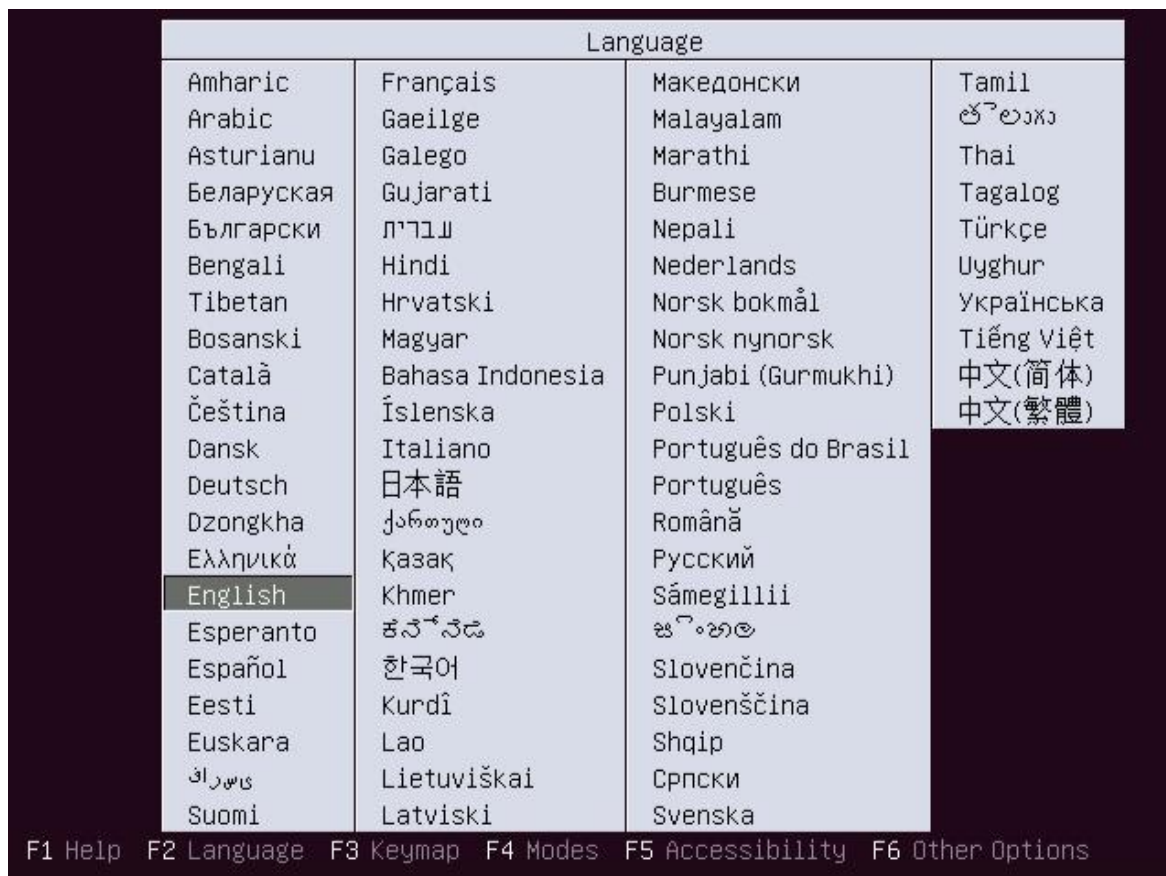 Language
Amharic
Arabic
Asturianu
Беларуская
Български
Bengali
Tibetan
Bosanski
Català
Čeština
Dansk
Deutsch
Dzongkha
Ελληνικά
English
Esperanto
Español
Eesti
Euskara
فارسی
Suomi
Français
Gaeilge
Galego
Gujarati
עברית
Hindi
Hrvatski
Magyar
Bahasa Indonesia
Íslenska
Italiano
日本語
ქართული
Қазақ
Khmer
ಕನ್ನಡ
한국어
Kurdî
Lao
Lietuviškai
Latviski
Македонски
Malayalam
Marathi
Burmese
Nepali
Nederlands
Norsk bokmål
Norsk nynorsk
Punjabi (Gurmukhi)
Polski
Português do Brasil
Português
Română
Русский
Sámegillii
සිංහල
Slovenčina
Slovenščina
Shqip
Српски
Svenska
Tamil
తెలుగు
Thai
Tagalog
Türkçe
Uyghur
Українська
Tiếng Việt
中文(简体)
中文(繁體)
F1 Help F2 Language F3 Keymap F4 Modes F5 Accessibility F6 Other Options